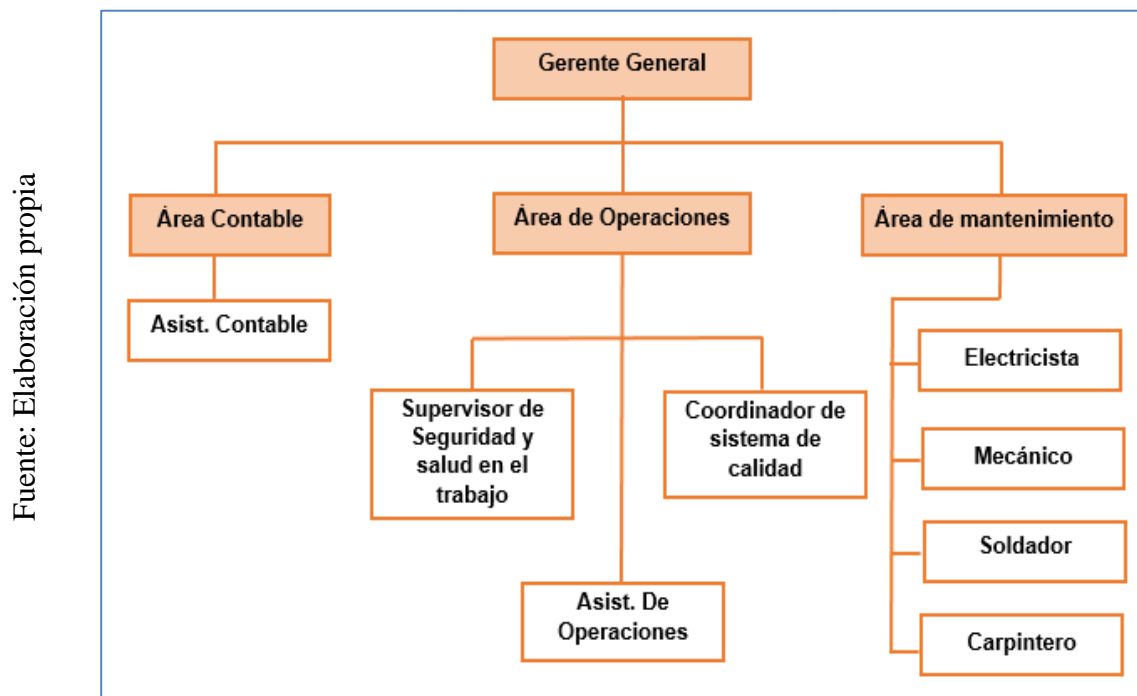 Gerente General
Área Contable
Área de Operaciones
Área de mantenimiento
Asist. Contable
Supervisor de
Seguridad y
salud en el
trabajo
Coordinador de
sistema de
calidad
Asist. De
Operaciones
Electricista
Mecánico
Soldador
Carpintero
Fuente: Elaboración propia